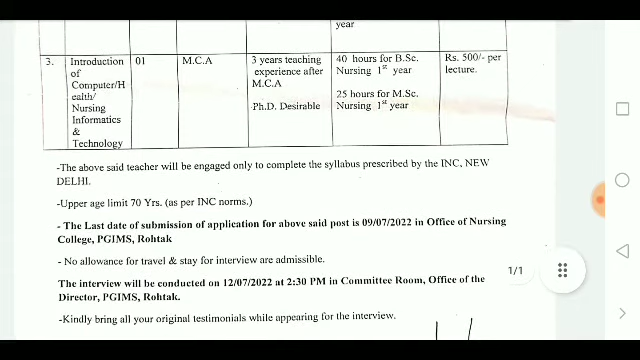 year
3. Introduction 01 M.C.A 3 years teaching 40 hours for B.Sc. Rs. 500/- per
of experience after Nursing 1st year lecture.
Computer/H M.C.A
ealth/ 25 hours for M.Sc.
Nursing Ph.D. Desirable Nursing 1st year
Informatics
&
Technology
-The above said teacher will be engaged only to complete the syllabus prescribed by the INC, NEW
DELHI.
-Upper age limit 70 Yrs. (as per INC norms.)
- The Last date of submission of application for above said post is 09/07/2022 in Office of Nursing
College, PGIMS, Rohtak
- No allowance for travel & stay for interview are admissible.
The interview will be conducted on 12/07/2022 at 2:30 PM in Committee Room, Office of the
Director, PGIMS, Rohtak.
-Kindly bring all your original testimonials while appearing for the interview.
1/1